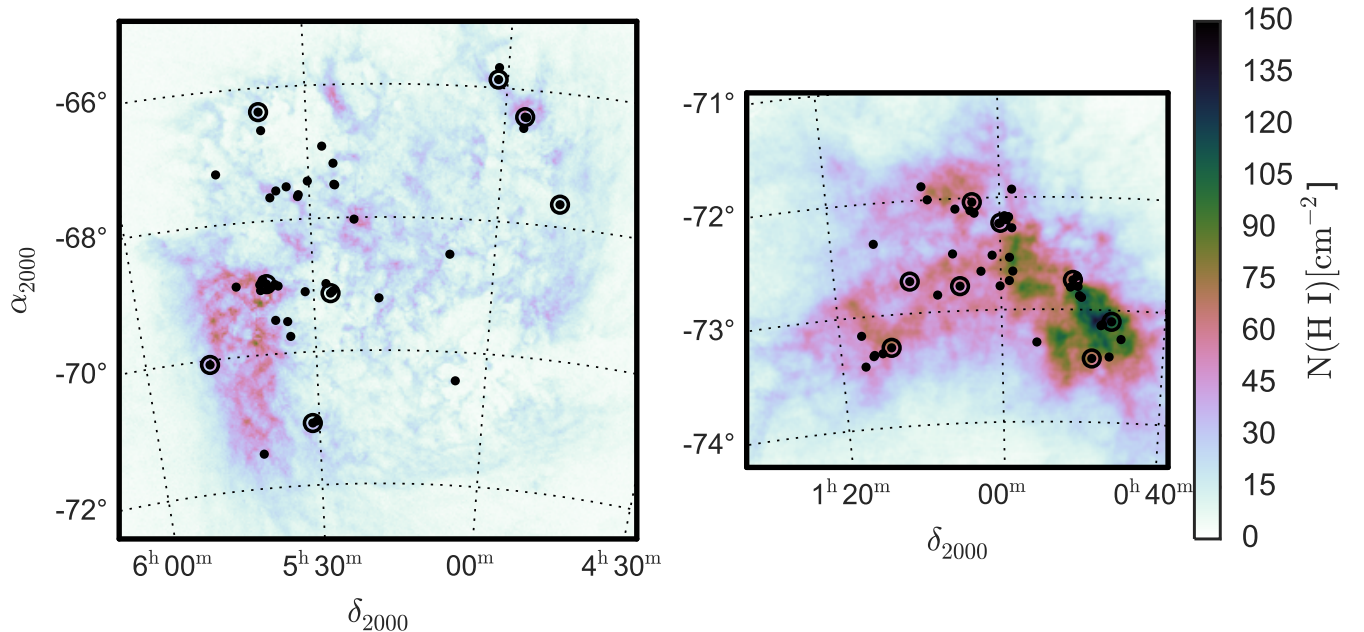 -66°
-68°
-70°
-72°
α2000
6h 00m
5h 30m
00m
4h 30m
δ2000
-71°
-72°
-73°
-74°
1h 20m
00m
0h 40m
δ2000
150
135
120
105
90
75
60
45
30
15
0
N(H I)[cm−2]